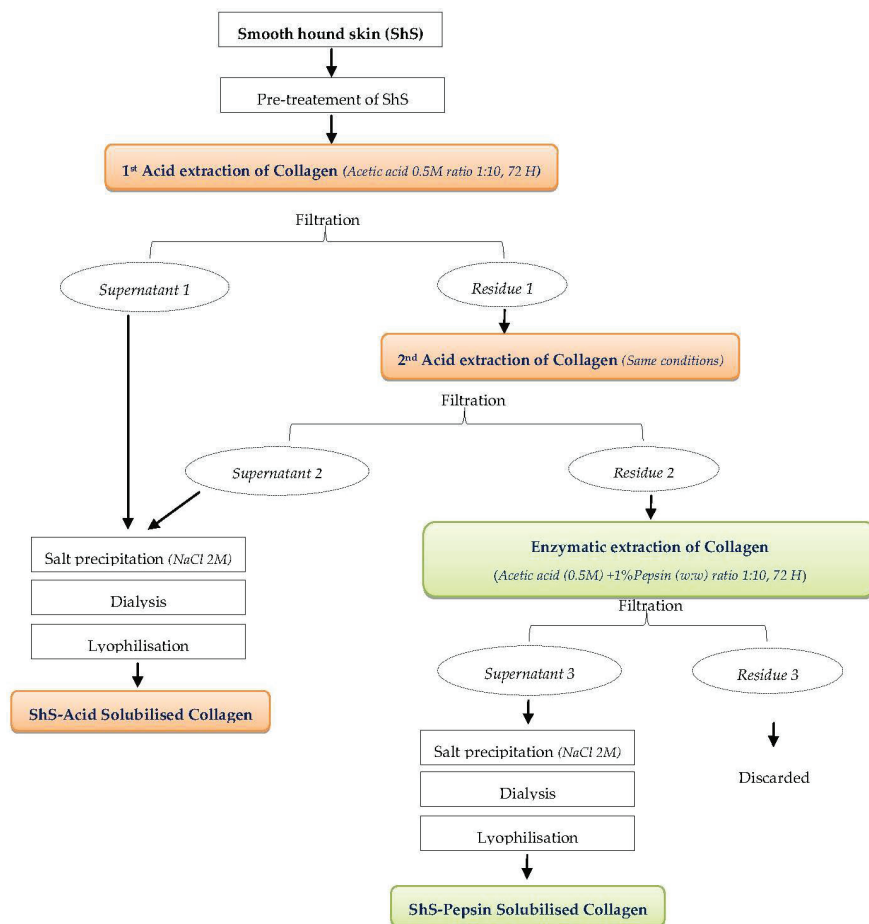 Smooth hound skin (ShS)
Pre-treatement of ShS
1st Acid extraction of Collagen (Acetic acid 0.5M ratio 1:10, 72 H)
Filtration
Supernatant 1
Residue 1
2nd Acid extraction of Collagen (Same conditions)
Filtration
Supernatant 2
Residue 2
Salt precipitation (NaCl 2M)
Dialysis
Lyophilisation
ShS-Acid Solubilised Collagen
Enzymatic extraction of Collagen
(Acetic acid (0.5M) +1%Pepsin (w:w) ratio 1:10, 72 H)
Filtration
Supernatant 3
Residue 3
Salt precipitation (NaCl 2M)
Dialysis
Lyophilisation
Discarded
ShS-Pepsin Solubilised Collagen